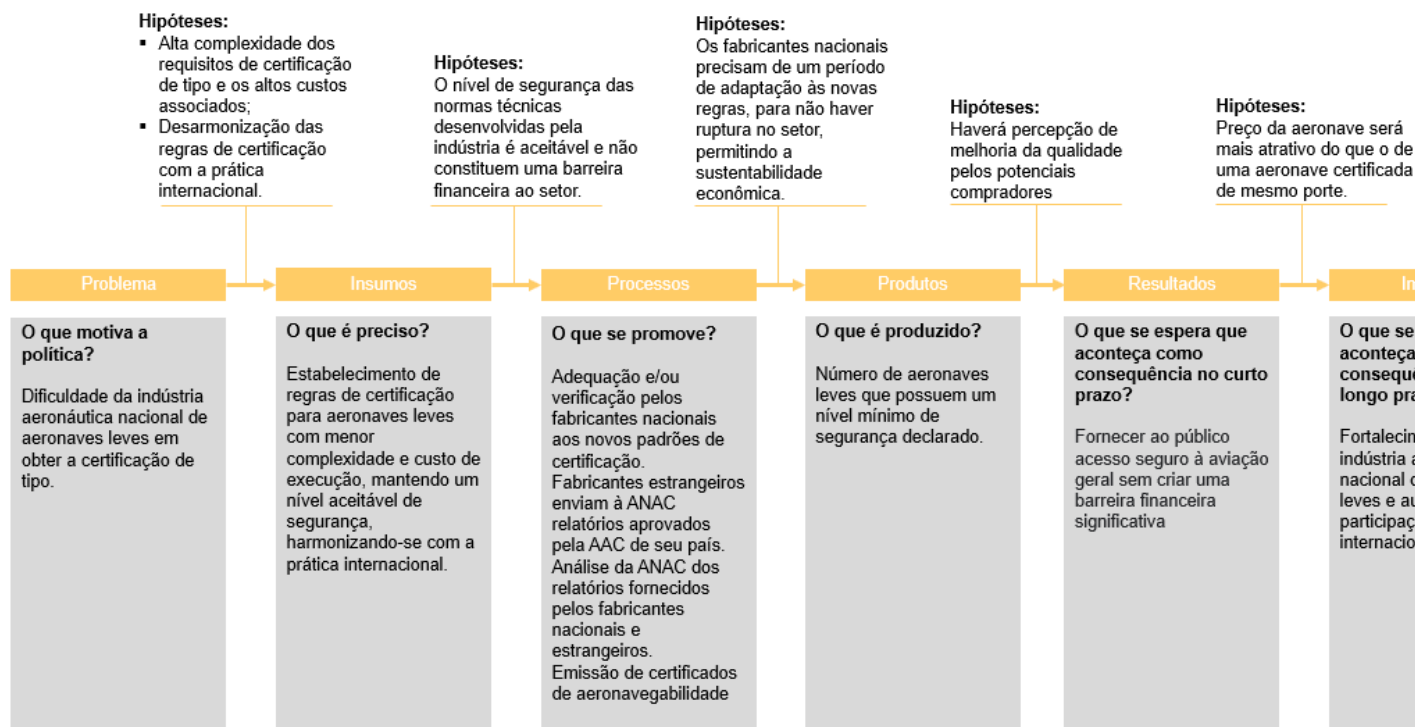 Hipóteses:
▪ Alta complexidade dos
requisitos de certificação
de tipo e os altos custos
associados;
▪ Desarmonização das
regras de certificação
com a prática
internacional.
Hipóteses:
O nível de segurança das
normas técnicas
desenvolvidas pela
indústria é aceitável e não
constituem uma barreira
financeira ao setor.
Hipóteses:
Os fabricantes nacionais
precisam de um período
de adaptação às novas
regras, para não haver
ruptura no setor,
permitindo a
sustentabilidade
econômica.
Hipóteses:
Haverá percepção de
melhoria da qualidade
pelos potenciais
compradores
Hipóteses:
Preço da aeronave será
mais atrativo do que o de
uma aeronave certificada
de mesmo porte.
Problema
O que motiva a
política?
Dificuldade da indústria
aeronáutica nacional de
aeronaves leves em
obter a certificação de
tipo.
Insumos
O que é preciso?
Estabelecimento de
regras de certificação
para aeronaves leves
com menor
complexidade e custo de
execução, mantendo um
nível aceitável de
segurança,
harmonizando-se com a
prática internacional.
Processos
O que se promove?
Adequação e/ou
verificação pelos
fabricantes nacionais
aos novos padrões de
certificação.
Fabricantes estrangeiros
enviam à ANAC
relatórios aprovados
pela AAC de seu país.
Análise da ANAC dos
relatórios fornecidos
pelos fabricantes
nacionais e
estrangeiros.
Emissão de certificados
de aeronavegabilidade
Produtos
O que é produzido?
Número de aeronaves
leves que possuem um
nível mínimo de
segurança declarado.
Resultados
O que se espera que
aconteça como
consequência no curto
prazo?
Fornecer ao público
acesso seguro à aviação
geral sem criar uma
barreira financeira
significativa
O que se
aconteça
longo
indústria
nacional
leves e